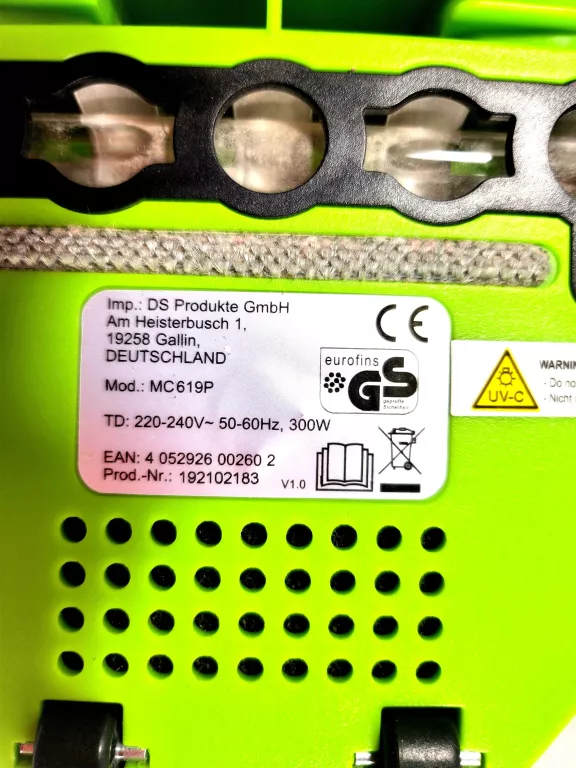 Imp.: DS Produkte GmbH
Am Heisterbusch 1,
19258 Gallin,
DEUTSCHLAND
CE
Mod.: MC619P
eurofins
GS
geprüfte
Sicherheit
TD: 220-240V~ 50-60Hz, 300W
EAN: 4 052926 00260 2
Prod.-Nr.: 192102183
V1.0
UV-C
WARNIN
- Do no
- Nicht